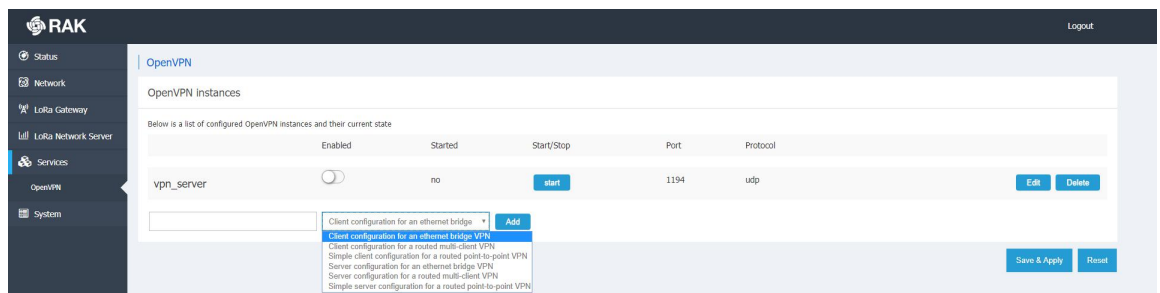 RAK
Logout
Status
Network
LoRa Gateway
LoRa Network Server
Services
OpenVPN
System
OpenVPN
OpenVPN instances
Below is a list of configured OpenVPN instances and their current state
Enabled Started Start/Stop Port Protocol
vpn_server no start 1194 udp Edit Delete
Client configuration for an ethernet bridge Add
Client configuration for an ethernet bridge VPN
Client configuration for a routed multi-client VPN
Simple client configuration for a routed point-to-point VPN
Server configuration for an ethernet bridge VPN
Server configuration for a routed multi-client VPN
Simple server configuration for a routed point-to-point VPN
Save & Apply Reset